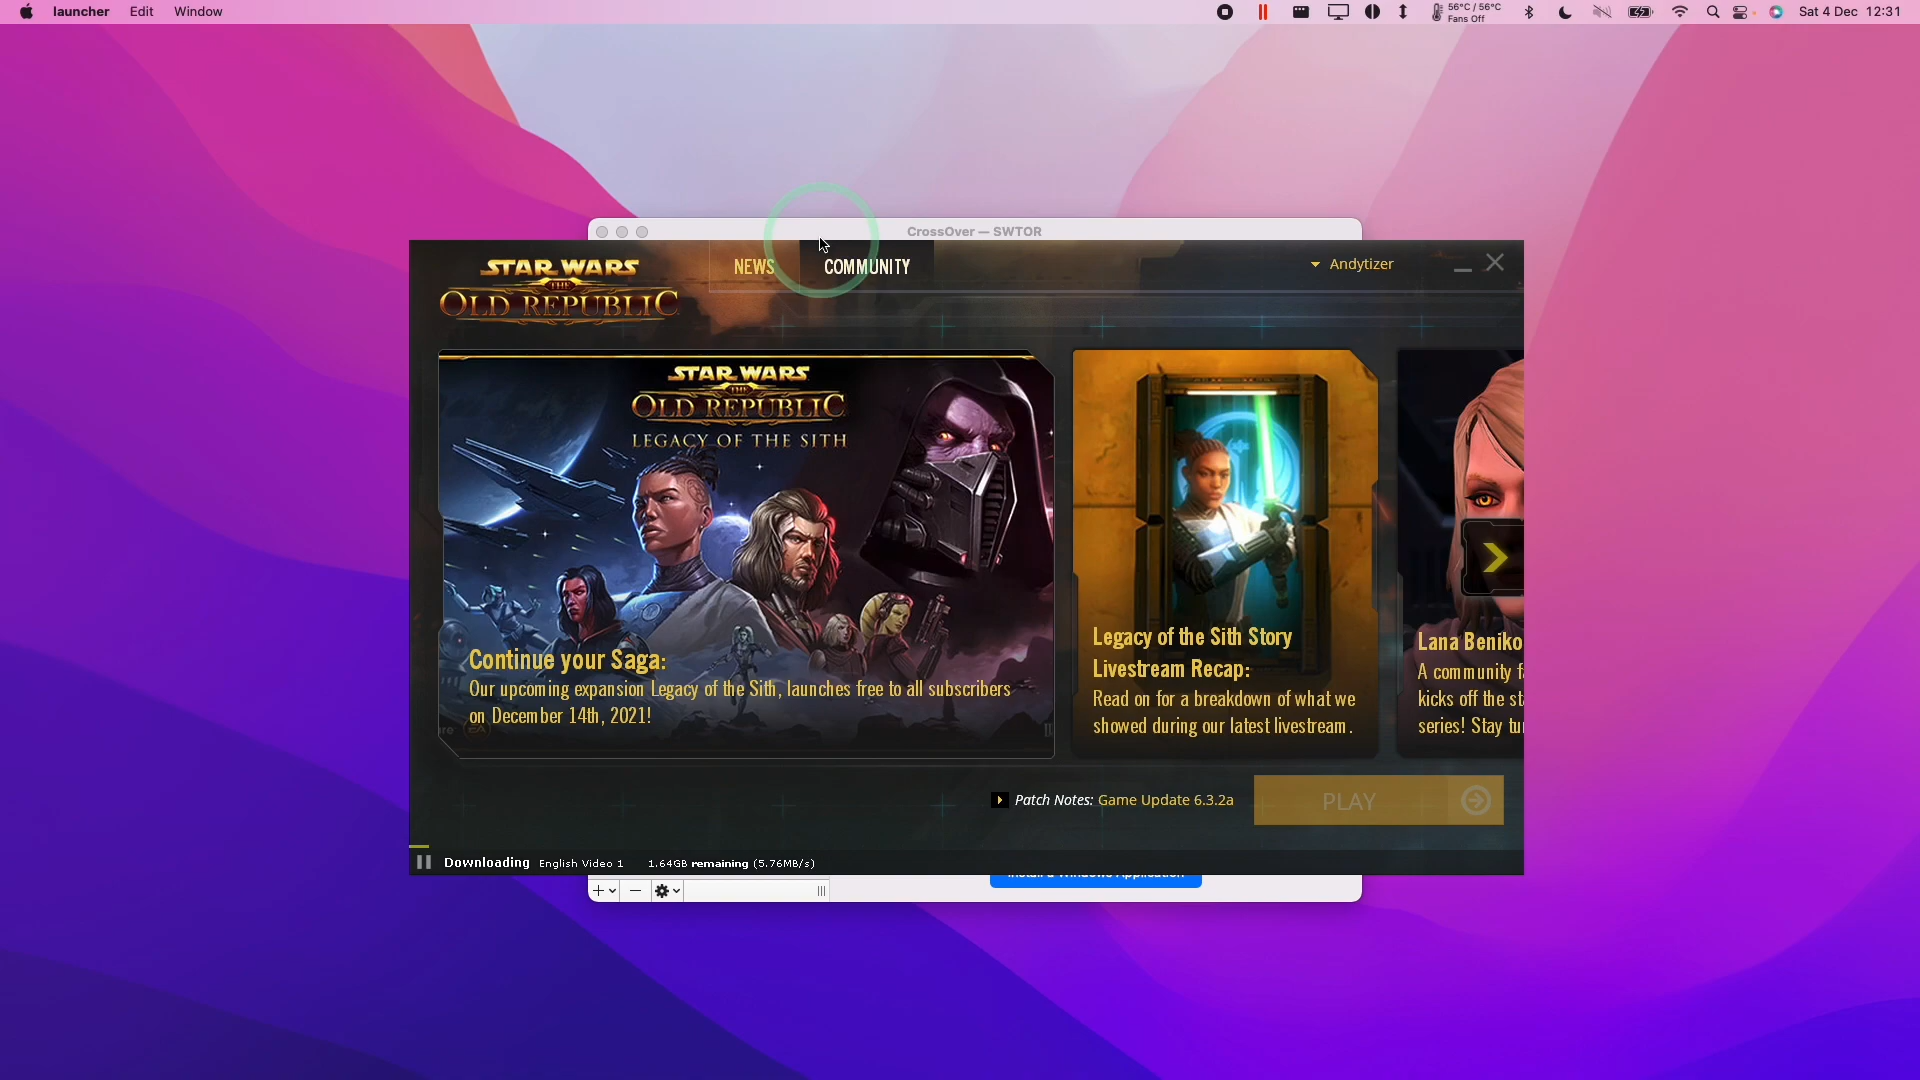 launcher Edit Window
56°C / 56°C
Fans Off
Sat 4 Dec 12:31
CrossOver — SWTOR
STAR WARS
THE
OLD REPUBLIC
NEWS
COMMUNITY
Andytizer
STAR WARS
THE
OLD REPUBLIC
LEGACY OF THE SITH
Continue your Saga:
Our upcoming expansion Legacy of the Sith, launches free to all subscribers
on December 14th, 2021!
EA
Legacy of the Sith Story
Livestream Recap:
Read on for a breakdown of what we
showed during our latest livestream.
Lana Beniko
A community
kicks off the
series! Stay
Patch Notes: Game Update 6.3.2a
PLAY
Downloading English Video 1 1.64GB remaining (5.76MB/s)
Install a Windows Application